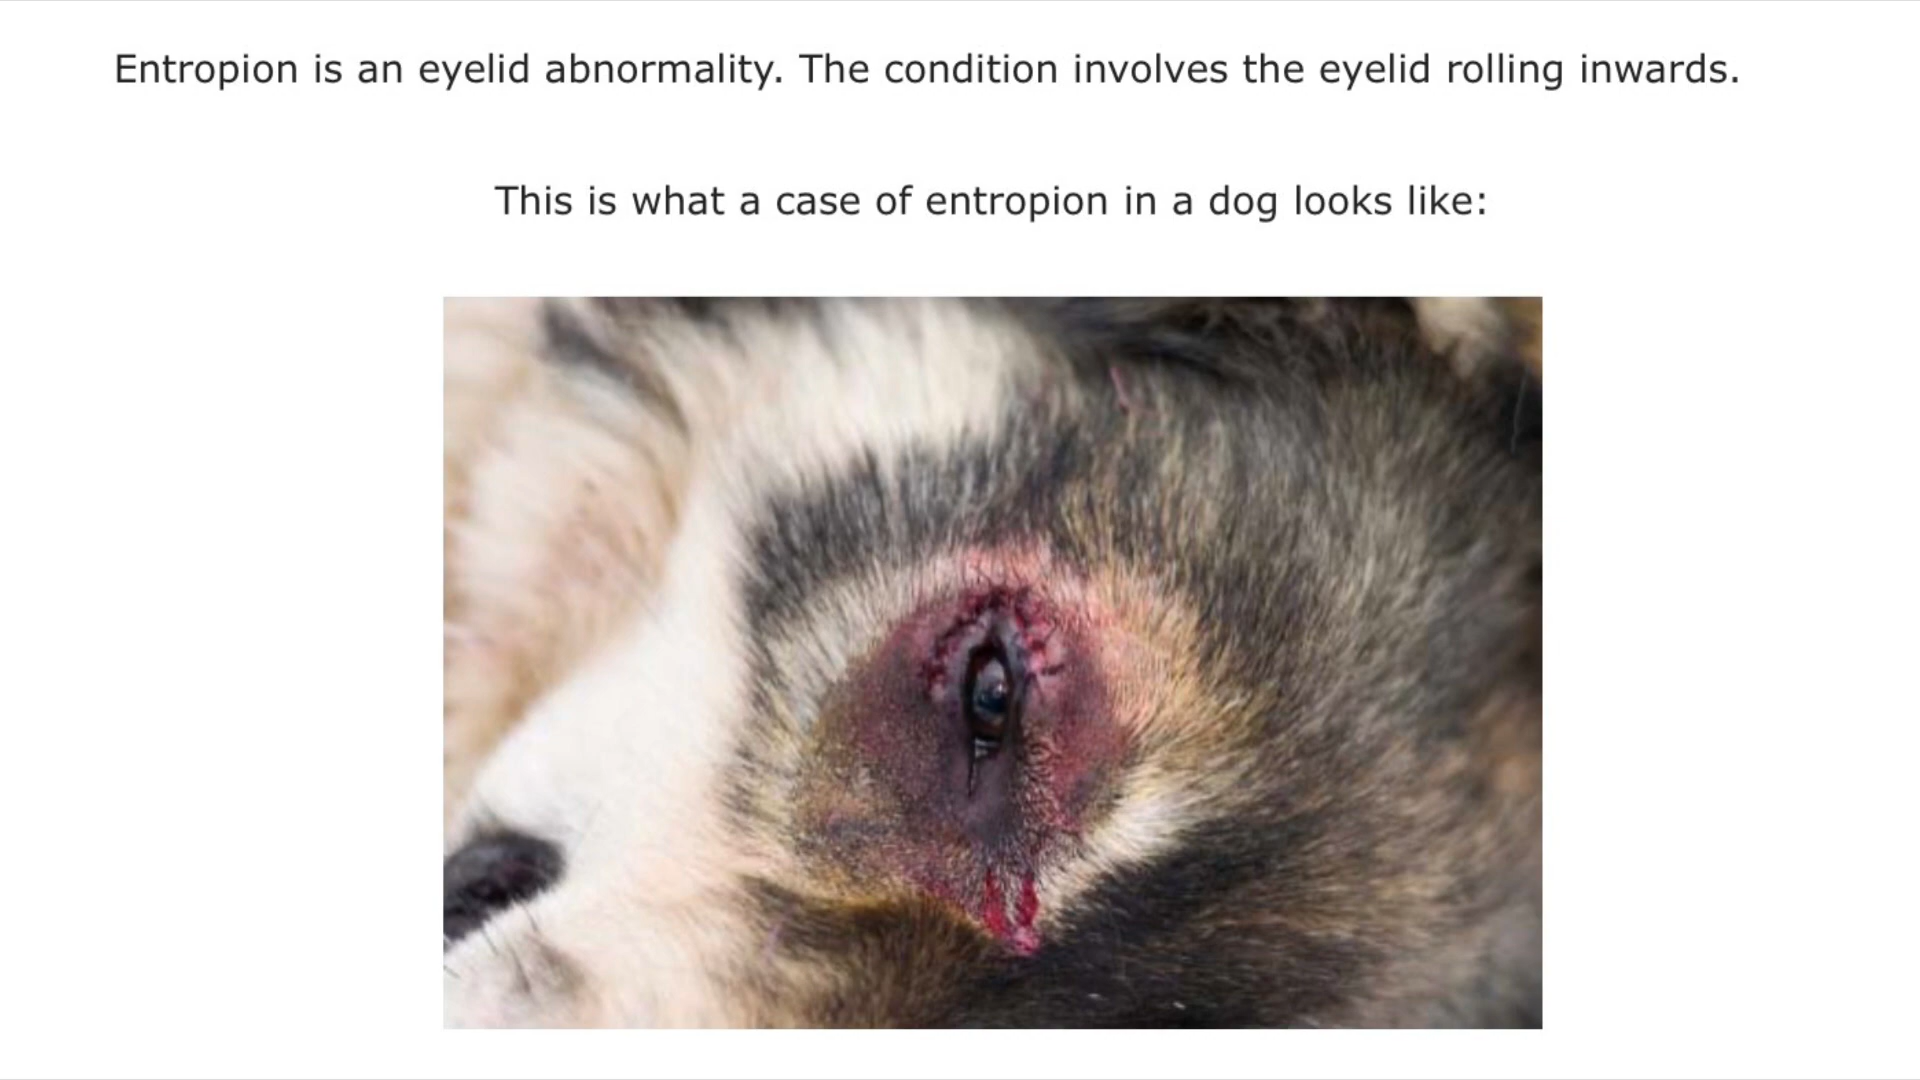 Entropion is an eyelid abnormality. The condition involves the eyelid rolling inwards.
This is what a case of entropion in a dog looks like: